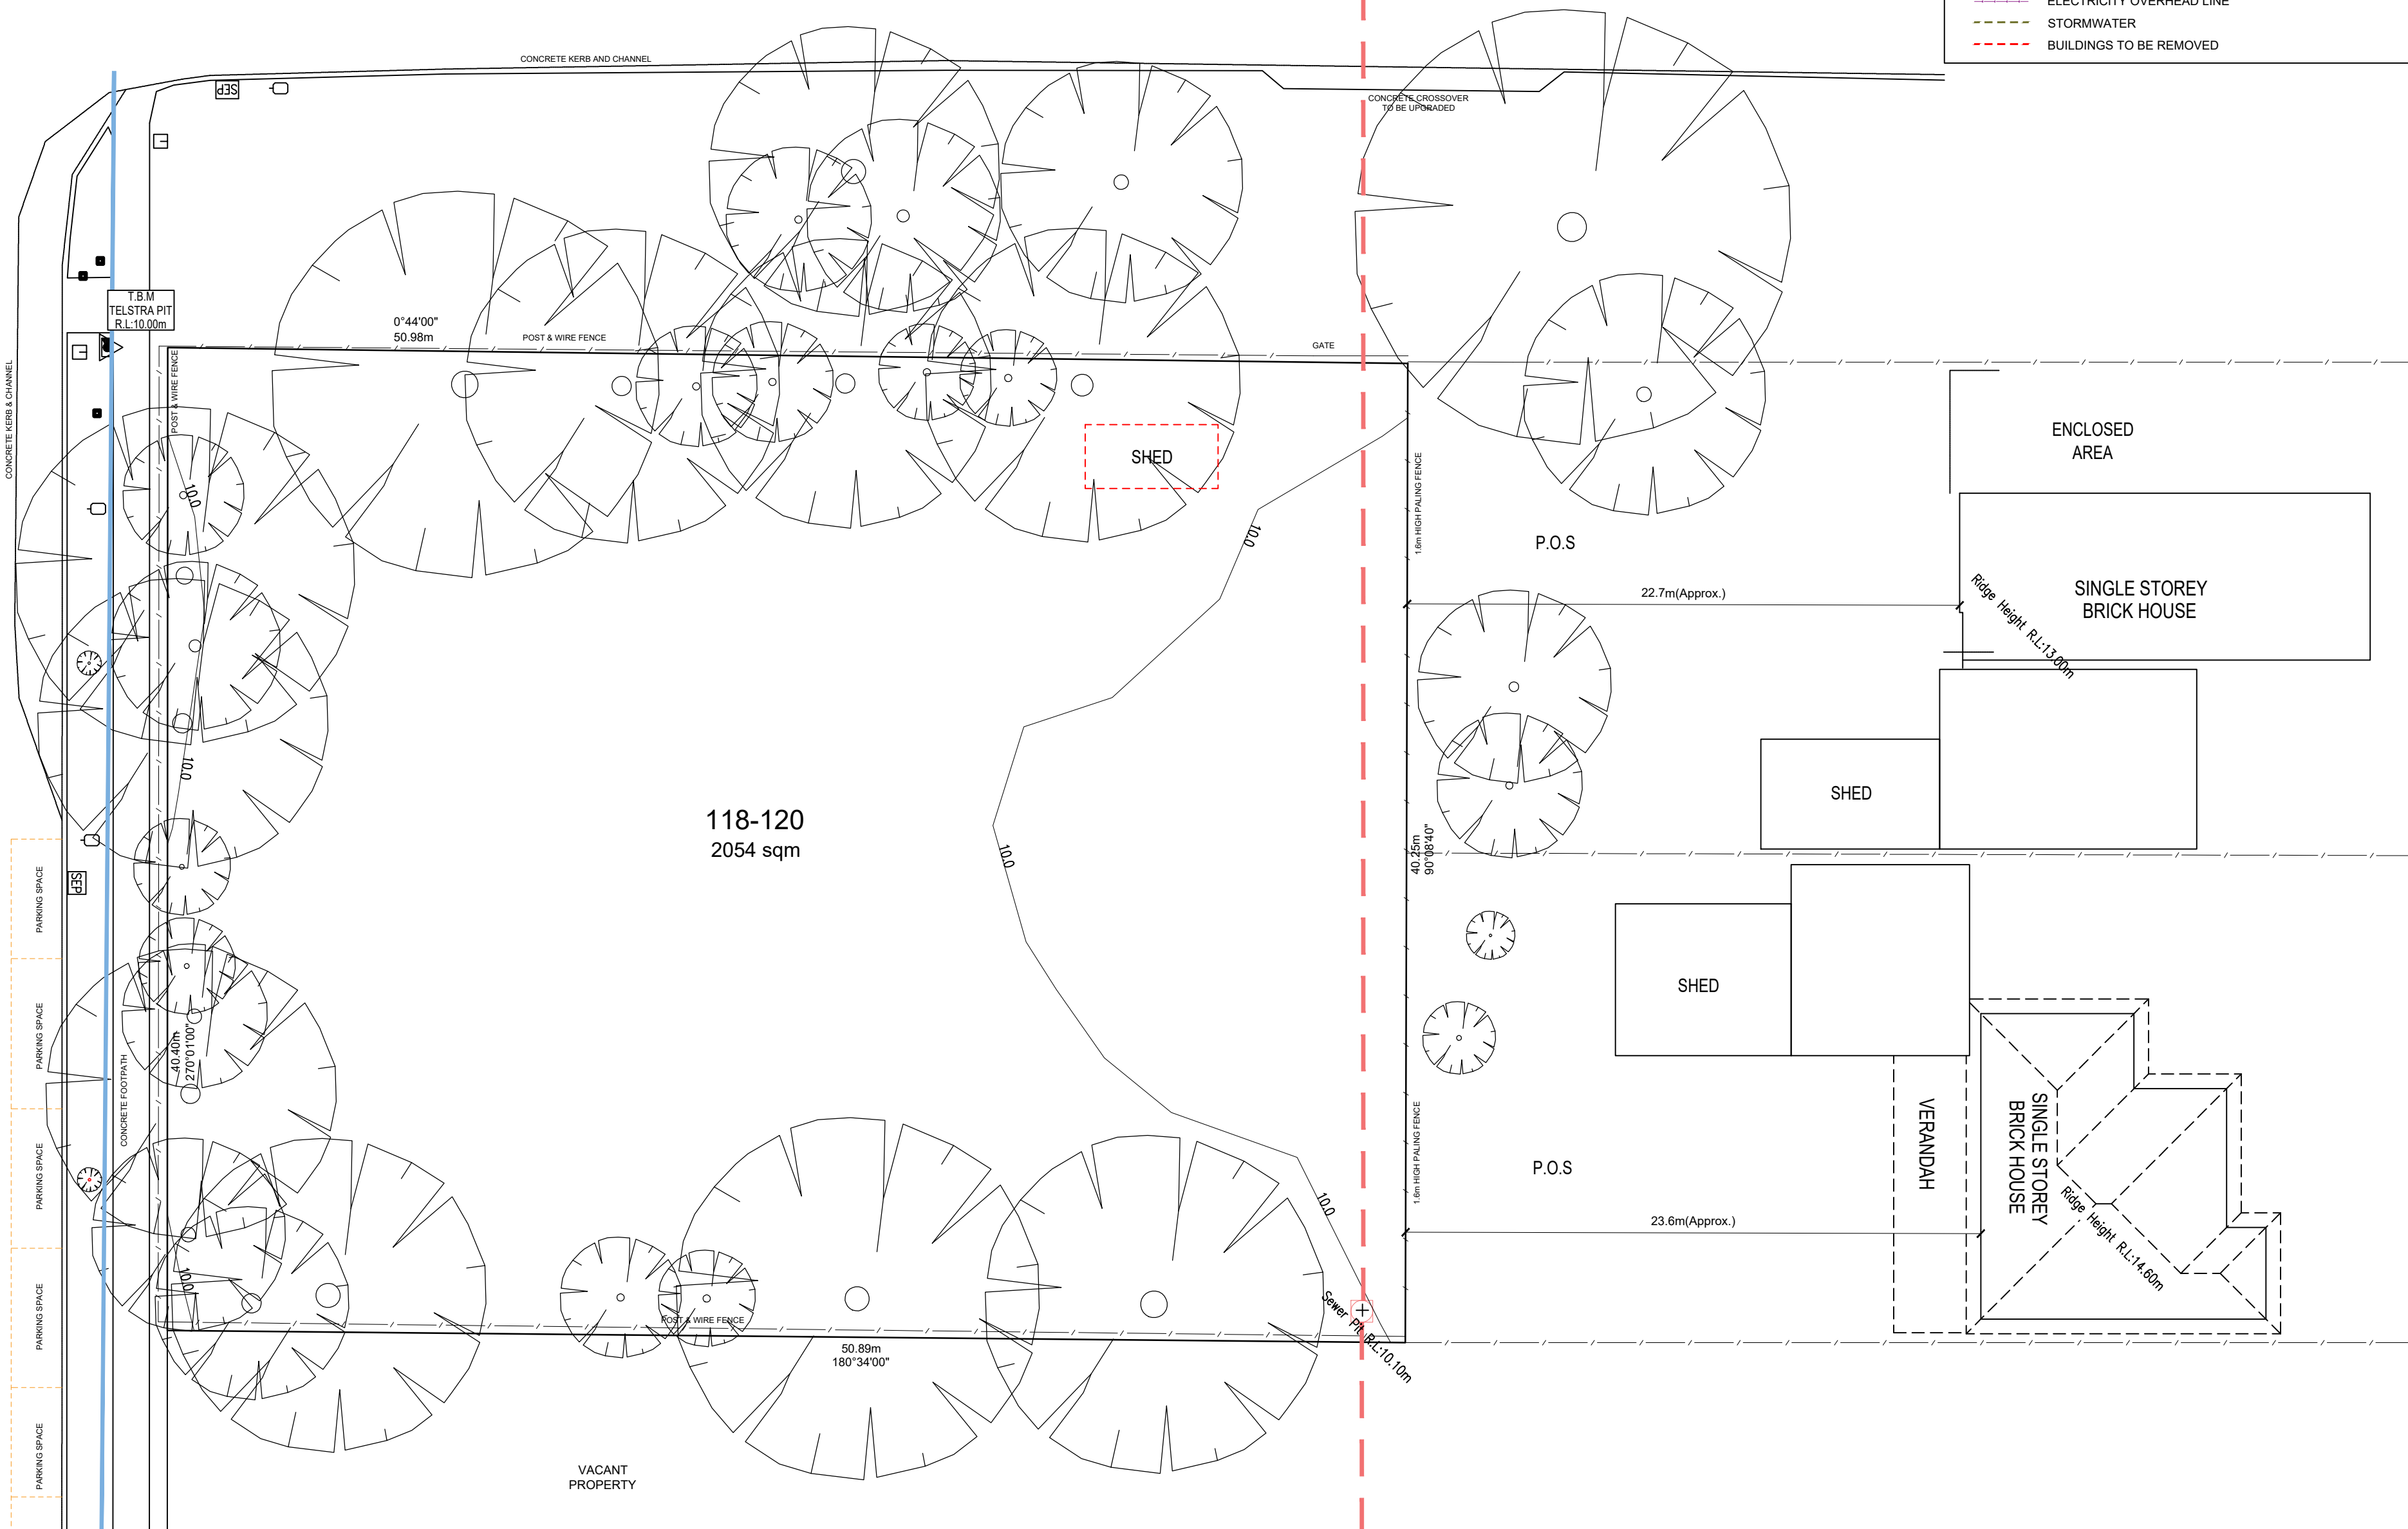 ELECTRICITY OVERHEAD LINE
STORMWATER
BUILDINGS TO BE REMOVED
CONCRETE KERB AND CHANNEL
SEP
CONCRETE CROSSOVER
TO BE UPGRADED
T.B.M
TELSTRA PIT
R.L:10.00m
0°44'00"
50.98m
POST & WIRE FENCE
GATE
CONCRETE KERB & CHANNEL
POST & WIRE FENCE
SHED
10.0
10.0
1.6m HIGH PALING FENCE
P.O.S
ENCLOSED
AREA
22.7m(Approx.)
SINGLE STOREY
BRICK HOUSE
Ridge Height R.L:13.00m
10.0
118-120
2054 sqm
10.0
40.25m
90°08'40"
SHED
PARKING SPACE
SEP
PARKING SPACE
40.40m
270°01'00"
CONCRETE FOOTPATH
SHED
PARKING SPACE
1.6m HIGH PALING FENCE
P.O.S
VERANDAH
SINGLE STOREY
BRICK HOUSE
Ridge Height R.L:14.60m
10.0
23.6m(Approx.)
10.0
PARKING SPACE
POST & WIRE FENCE
Sewer Pit R.L:10.10m
50.89m
180°34'00"
PARKING SPACE
VACANT
PROPERTY